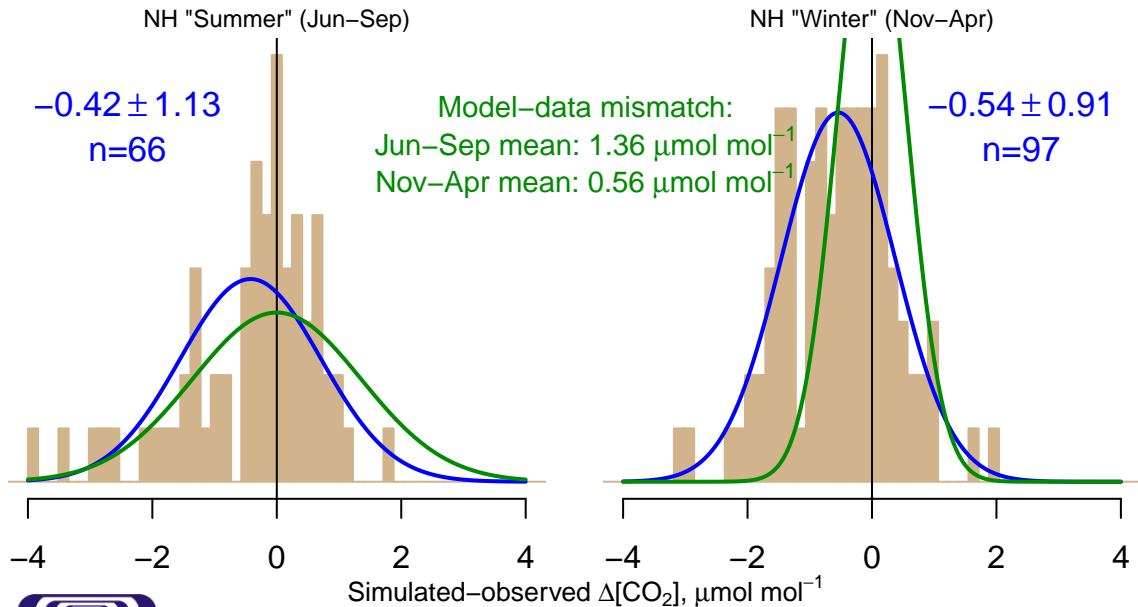 NH "Summer" (Jun−Sep)
−0.42 ± 1.13
n=66
NH "Winter" (Nov−Apr)
−0.54 ± 0.91
n=97
Model−data mismatch:
Jun−Sep mean: 1.36 μmol mol⁻¹
Nov−Apr mean: 0.56 μmol mol⁻¹
−4 −2 0 2 4
−4 −2 0 2 4
Simulated−observed Δ[CO₂], μmol mol⁻¹